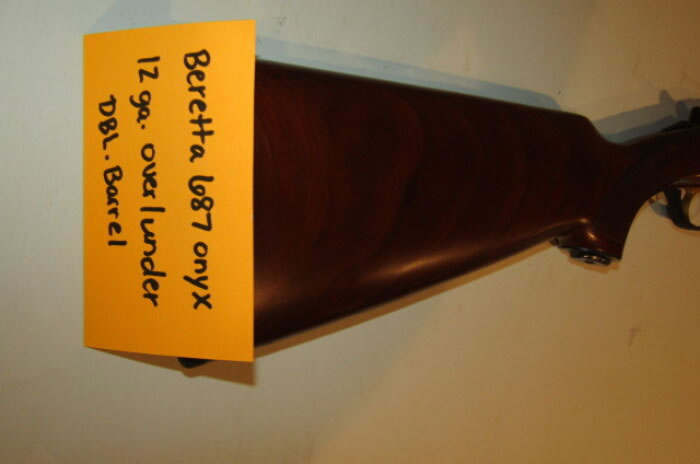 Beretta 687 onyx
12 ga. over/under
DBL. Barrel